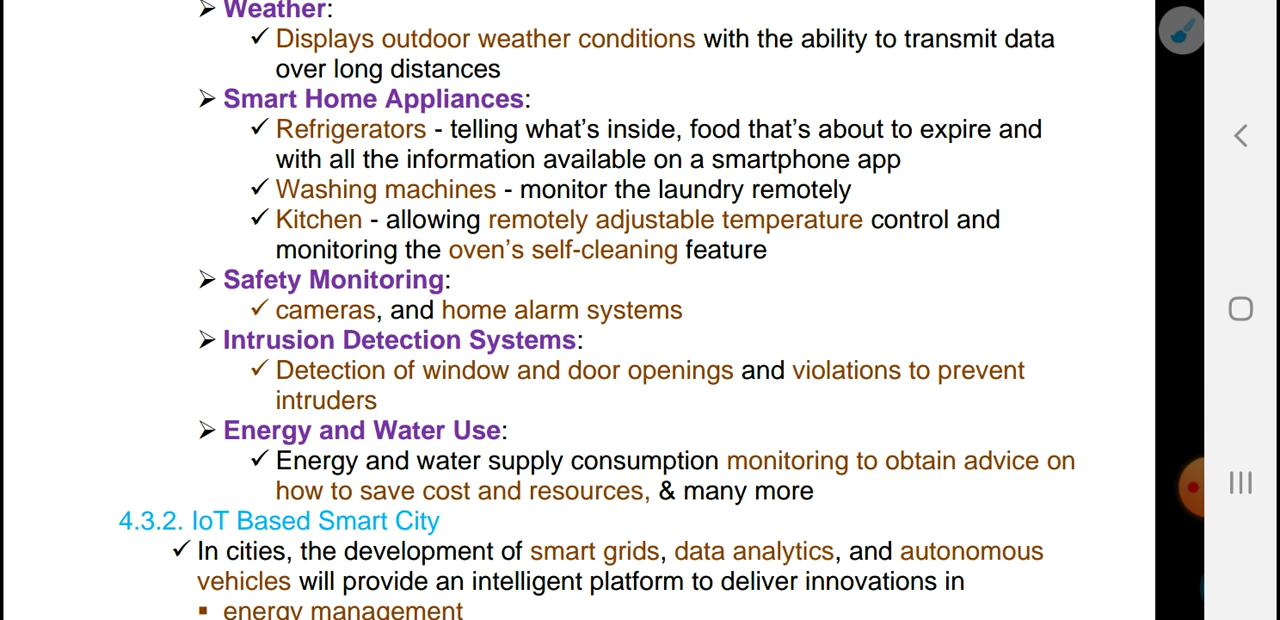 ➢ Weather:
✓ Displays outdoor weather conditions with the ability to transmit data
over long distances
➢ Smart Home Appliances:
✓ Refrigerators - telling what’s inside, food that’s about to expire and
with all the information available on a smartphone app
✓ Washing machines - monitor the laundry remotely
✓ Kitchen - allowing remotely adjustable temperature control and
monitoring the oven’s self-cleaning feature
➢ Safety Monitoring:
✓ cameras, and home alarm systems
➢ Intrusion Detection Systems:
✓ Detection of window and door openings and violations to prevent
intruders
➢ Energy and Water Use:
✓ Energy and water supply consumption monitoring to obtain advice on
how to save cost and resources, & many more
4.3.2. IoT Based Smart City
✓ In cities, the development of smart grids, data analytics, and autonomous
vehicles will provide an intelligent platform to deliver innovations in
▪ energy management